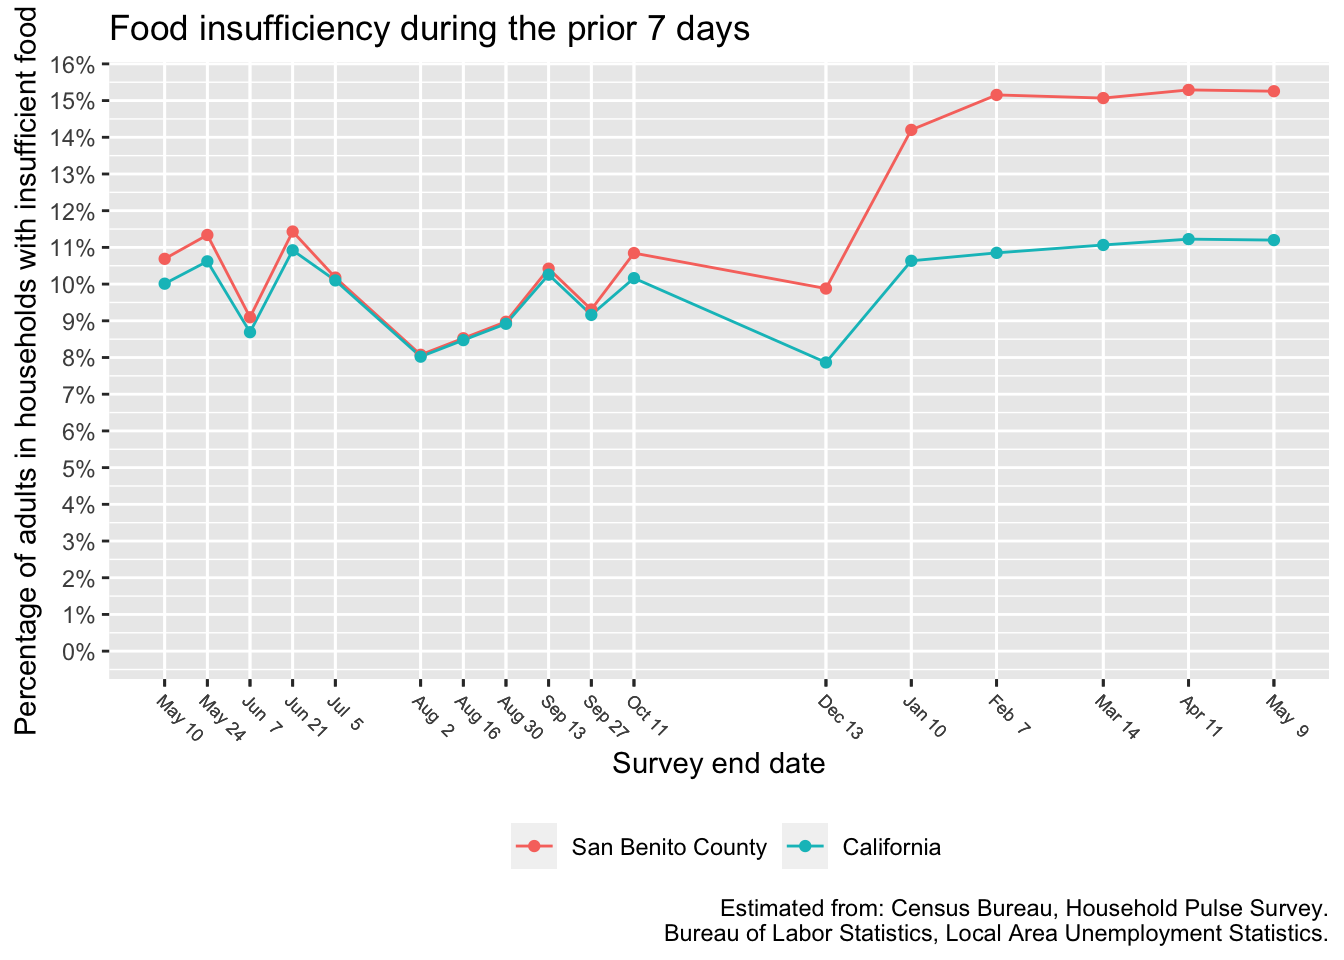 Food insufficiency during the prior 7 days
Percentage of adults in households with insufficient food
16%
15%
14%
13%
12%
11%
10%
9%
8%
7%
6%
5%
4%
3%
2%
1%
0%
May 10
May 24
Jun 7
Jun 21
Jul 5
Aug 2
Aug 16
Aug 30
Sep 13
Sep 27
Oct 11
Dec 13
Jan 10
Feb 7
Mar 14
Apr 11
May 9
Survey end date
San Benito County
California
Estimated from: Census Bureau, Household Pulse Survey.
Bureau of Labor Statistics, Local Area Unemployment Statistics.